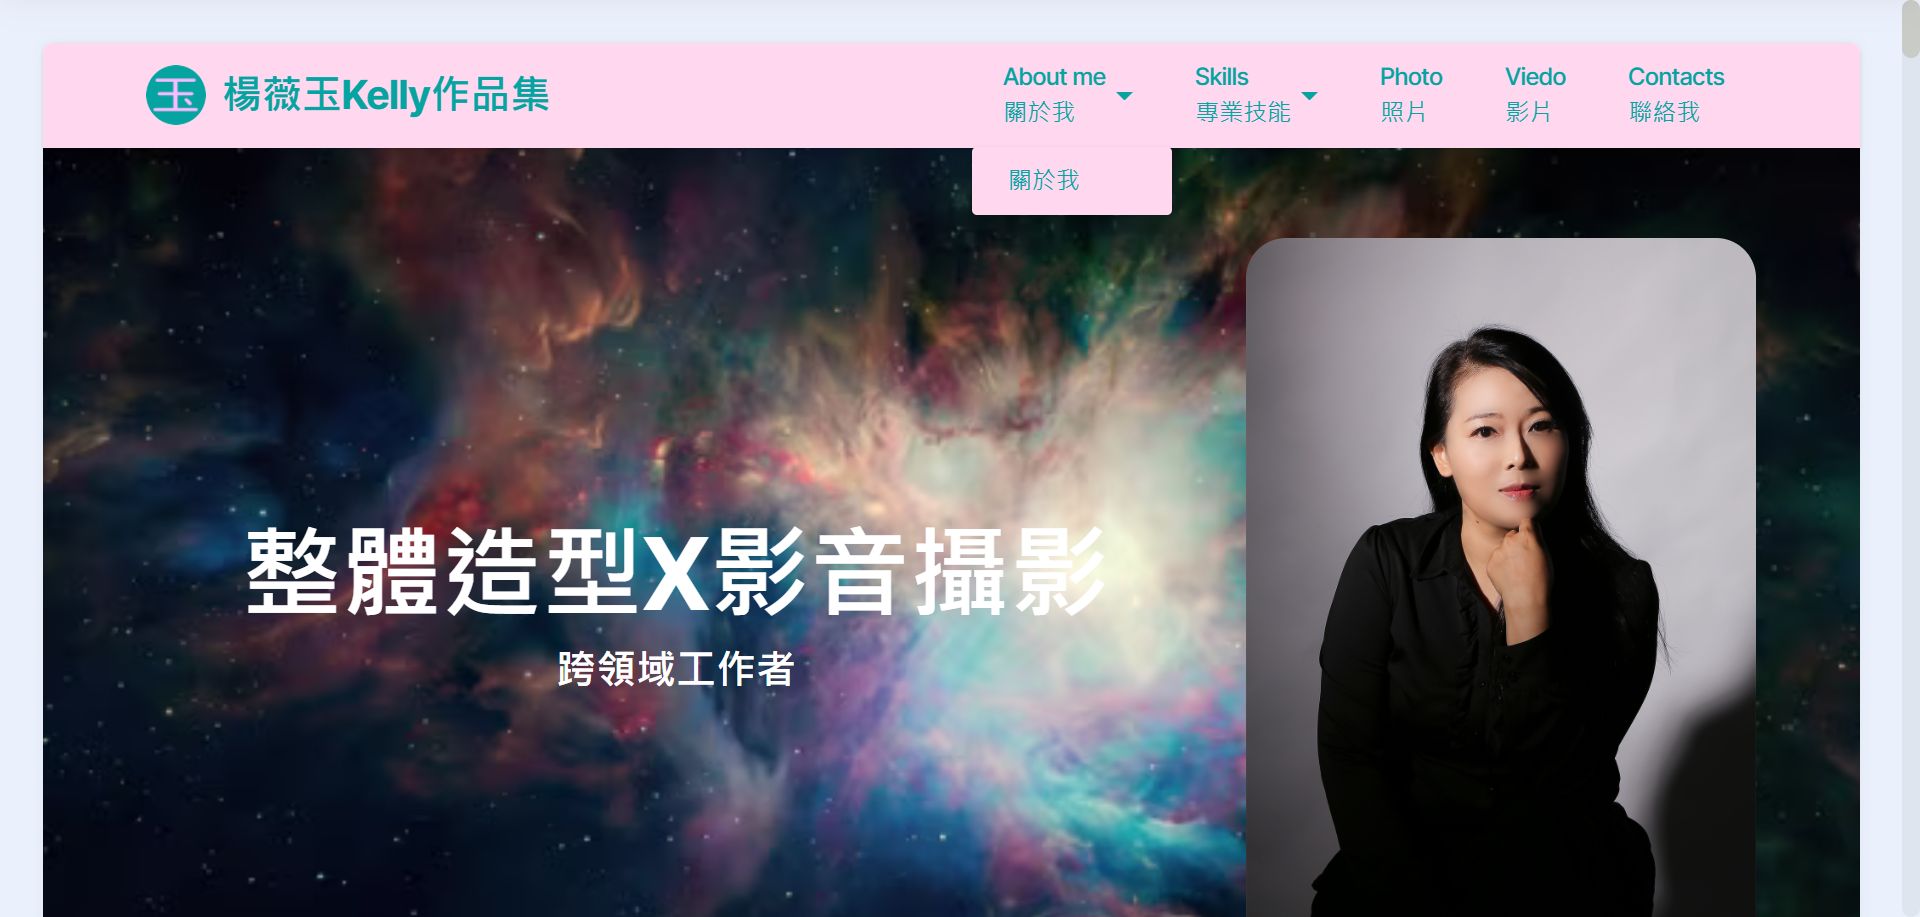 玉 楊薇玉Kelly作品集
About me
關於我
Skills
專業技能
Photo
照片
Viedo
影片
Contacts
聯絡我
關於我
整體造型X影音攝影
跨領域工作者